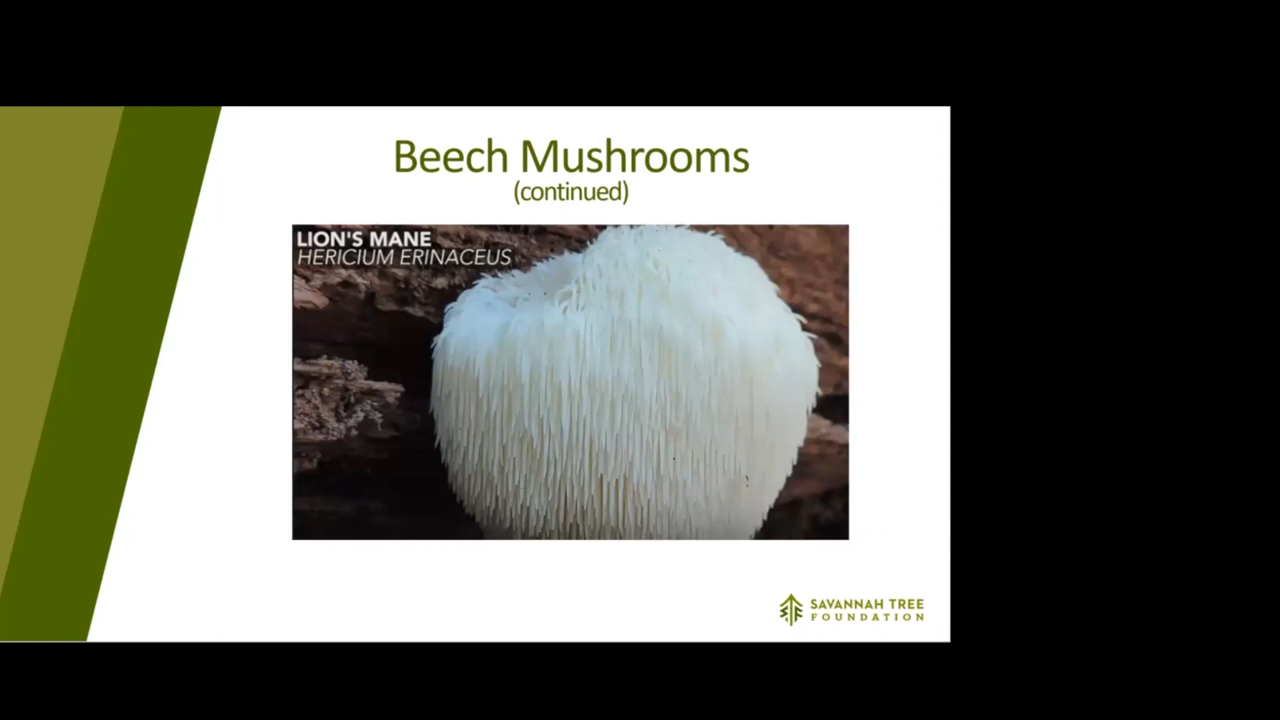 Beech Mushrooms
(continued)
LION'S MANE
HERICIUM ERINACEUS
SAVANNAH TREE
FOUNDATION